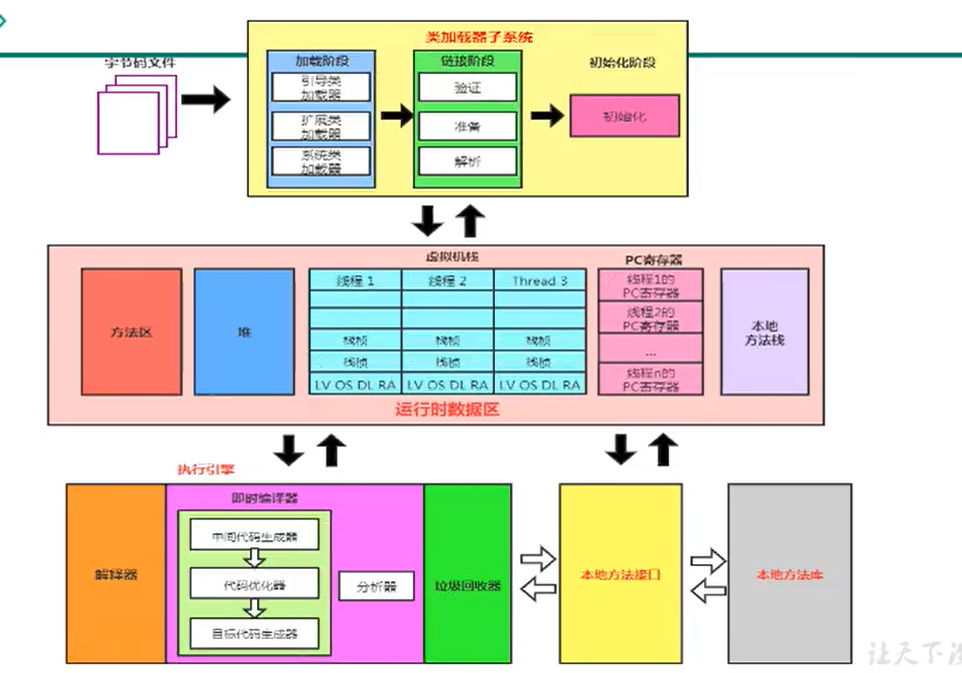 类加载器子系统
字节码文件
加载阶段
引导类
加载器
扩展类
加载器
系统类
加载器
链接阶段
验证
准备
解析
初始化阶段
初始化
虚拟机栈
PC寄存器
方法区
堆
线程 1
线程 2
Thread 3
栈桢
栈桢
栈桢
栈桢
栈桢
栈桢
LV OS DL RA
LV OS DL RA
LV OS DL RA
线程1的
PC寄存器
线程2的
PC寄存器
...
线程n的
PC寄存器
本地
方法栈
运行时数据区
执行引擎
解释器
即时编译器
中间代码生成器
代码优化器
目标代码生成器
分析器
垃圾回收器
本地方法接口
本地方法库
让天下没